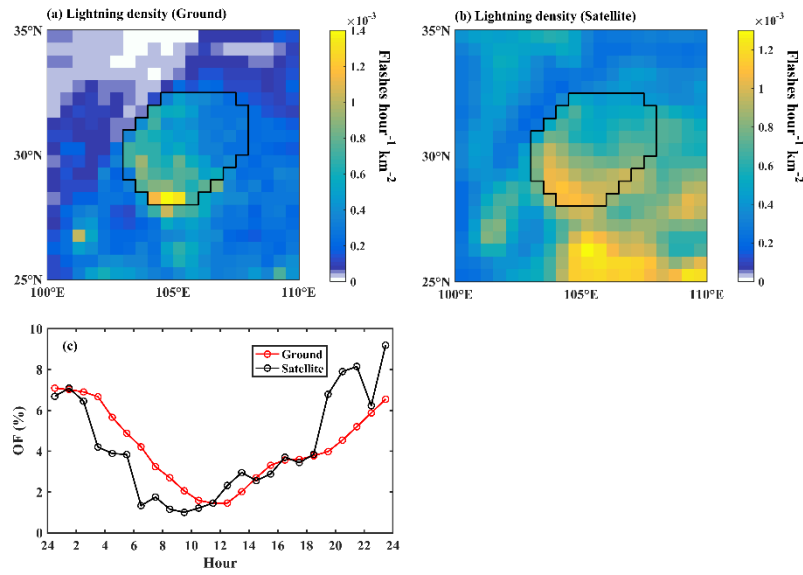 (a) Lightning density (Ground)
35°N
30°N
25°N
100°E 105°E 110°E
×10⁻³
1.4
1.2
1
0.8
0.6
0.4
0.2
0
Flashes hour⁻¹ km⁻²
(b) Lightning density (Satellite)
35°N
30°N
25°N
100°E 105°E 110°E
×10⁻³
1.2
1
0.8
0.6
0.4
0.2
0
Flashes hour⁻¹ km⁻²
(c)
Ground
Satellite
10
8
6
4
2
0
OF (%)
24 2 4 6 8 10 12 14 16 18 20 22 24
Hour